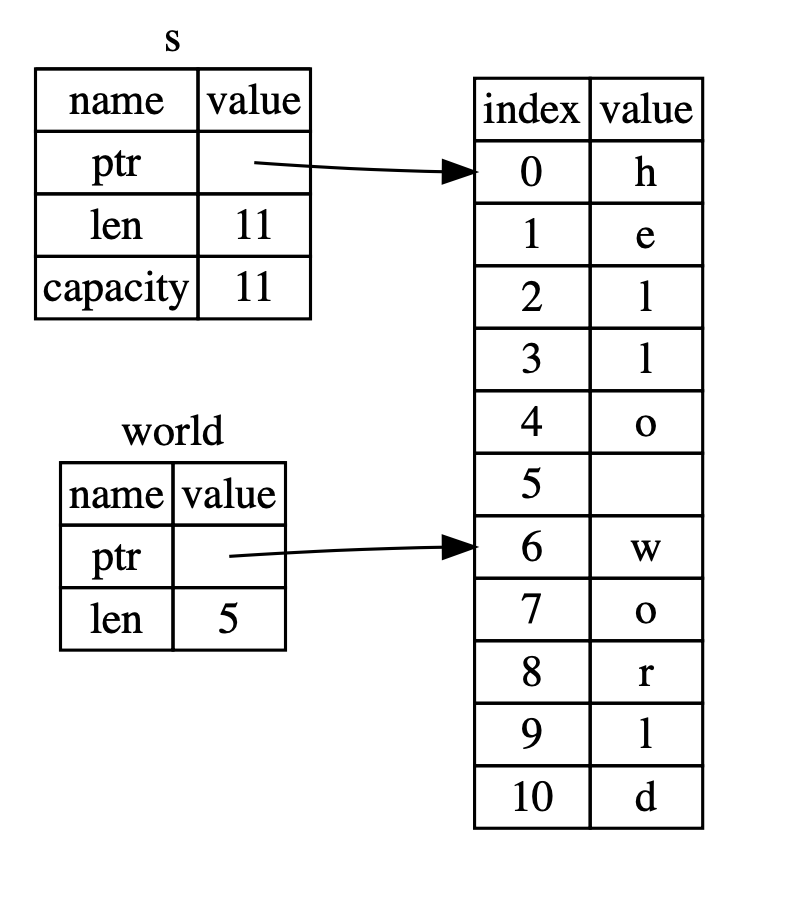 s
name value
ptr
len 11
capacity 11
world
name value
ptr
len 5
index value
0 h
1 e
2 l
3 l
4 o
5
6 w
7 o
8 r
9 l
10 d